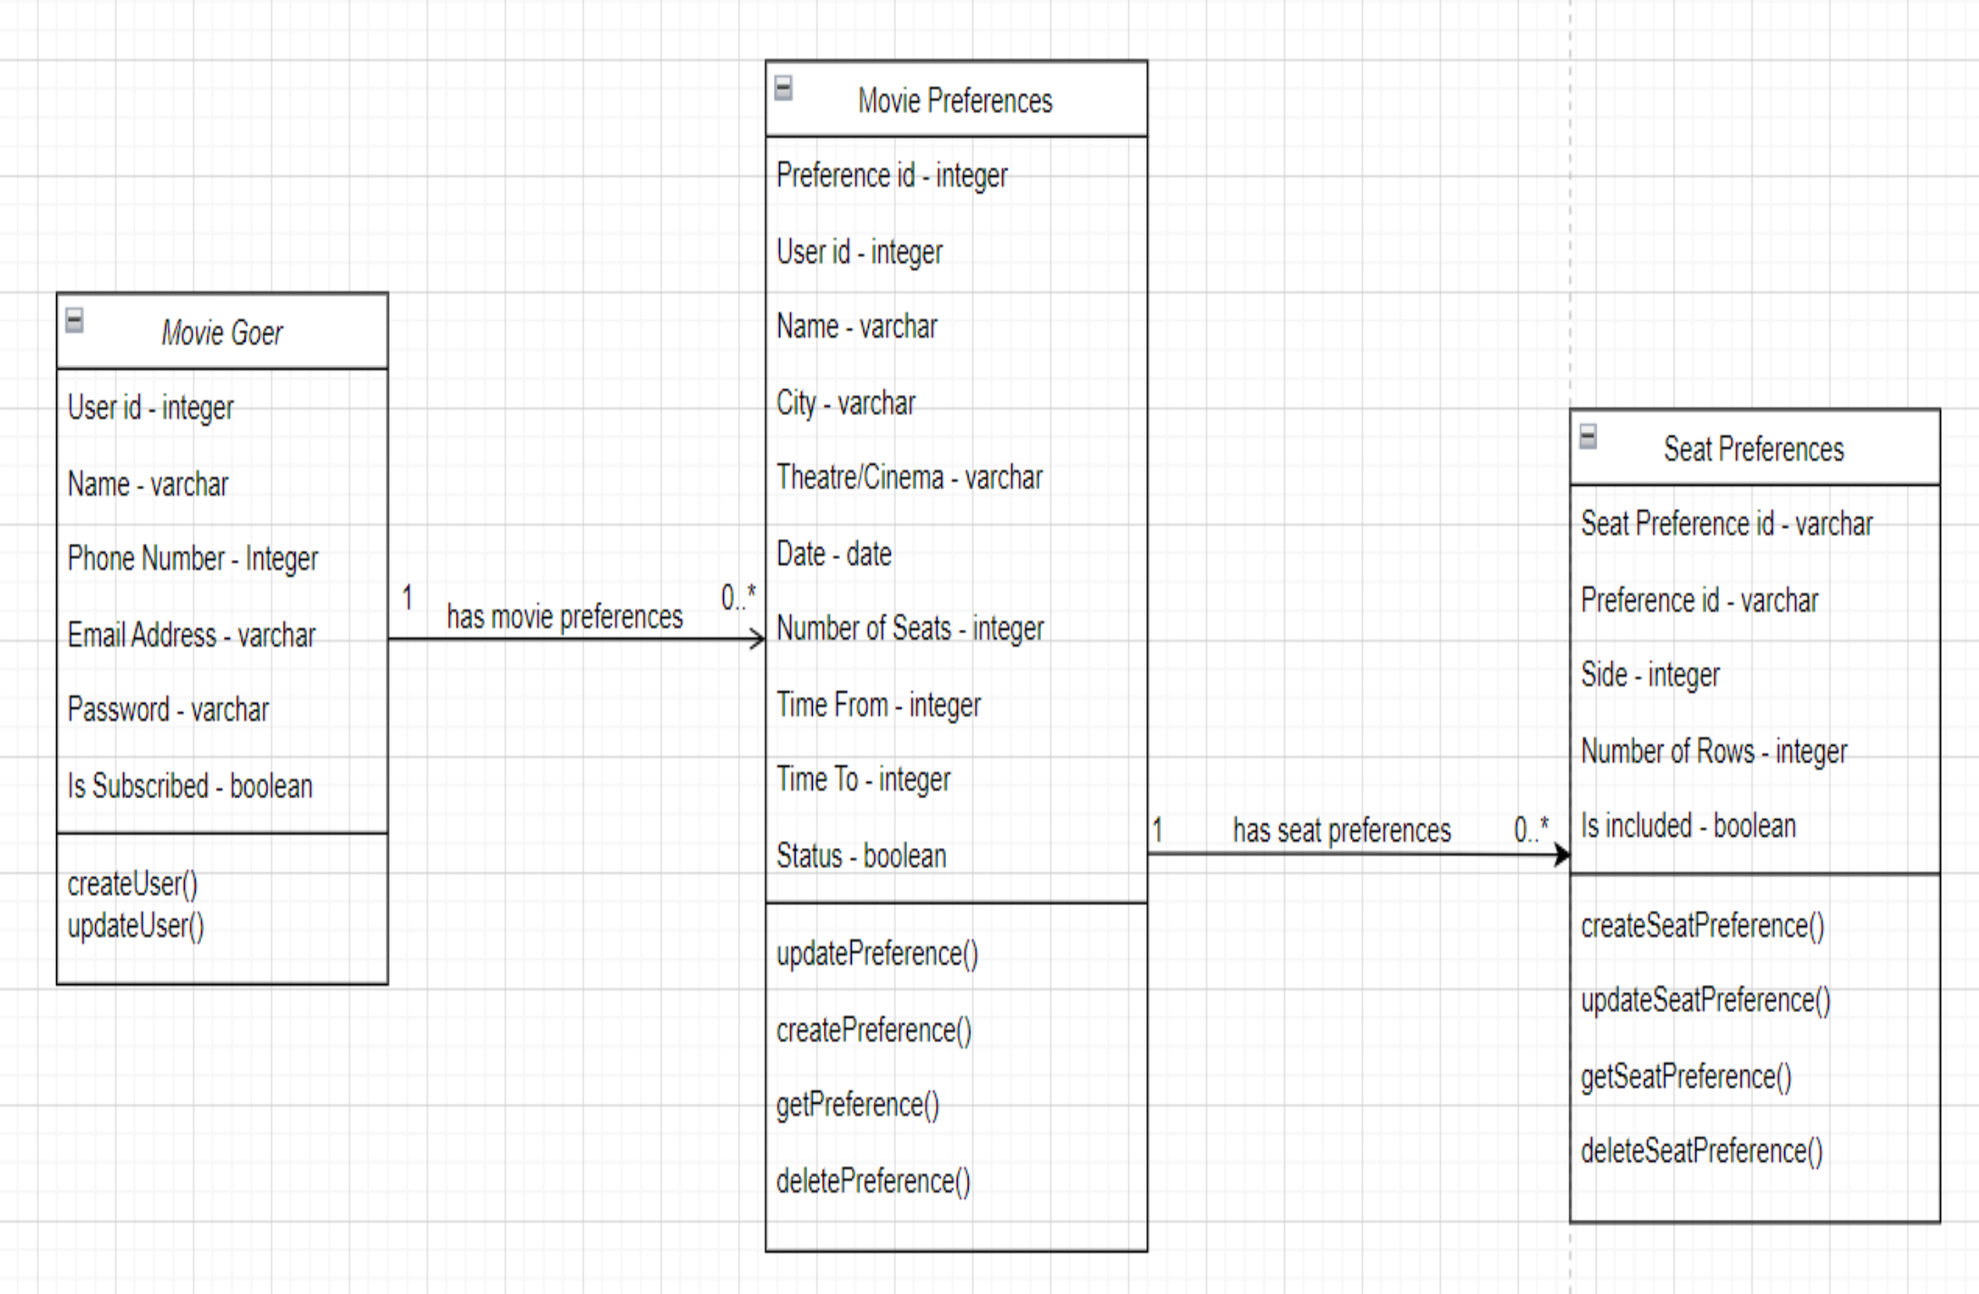 Movie Goer
User id - integer
Name - varchar
Phone Number - Integer
Email Address - varchar
Password - varchar
Is Subscribed - boolean
createUser()
updateUser()
1
has movie preferences
0..*
Movie Preferences
Preference id - integer
User id - integer
Name - varchar
City - varchar
Theatre/Cinema - varchar
Date - date
Number of Seats - integer
Time From - integer
Time To - integer
Status - boolean
updatePreference()
createPreference()
getPreference()
deletePreference()
1
has seat preferences
0..*
Seat Preferences
Seat Preference id - varchar
Preference id - varchar
Side - integer
Number of Rows - integer
Is included - boolean
createSeatPreference()
updateSeatPreference()
getSeatPreference()
deleteSeatPreference()